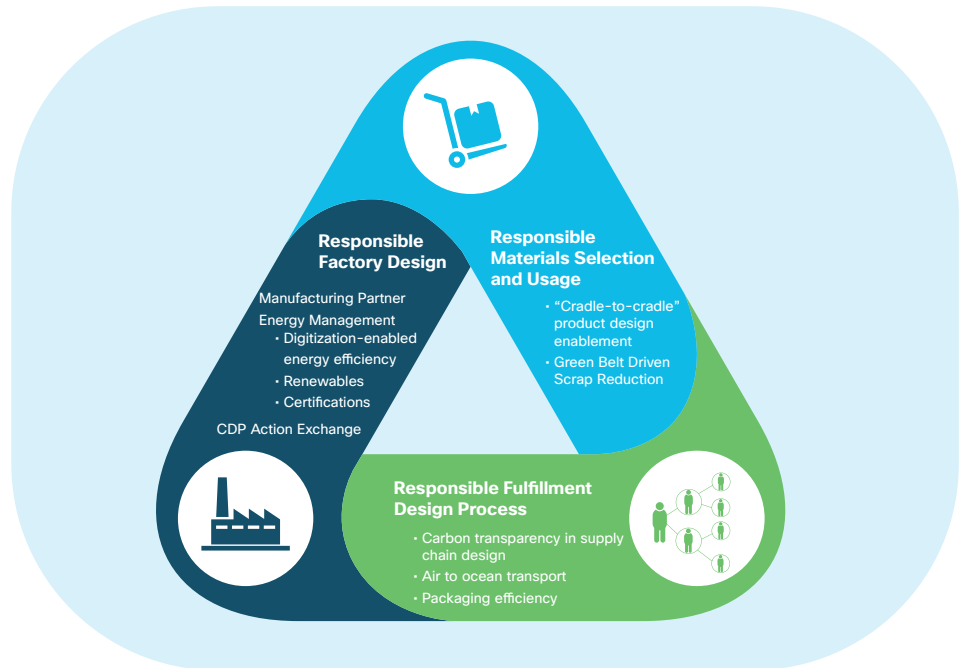 Responsible
Factory Design
Manufacturing Partner
Energy Management
· Digitization-enabled
energy efficiency
· Renewables
· Certifications
CDP Action Exchange
Responsible
Materials Selection
and Usage
· “Cradle-to-cradle”
product design
enablement
· Green Belt Driven
Scrap Reduction
Responsible Fulfillment
Design Process
· Carbon transparency in supply
chain design
· Air to ocean transport
· Packaging efficiency